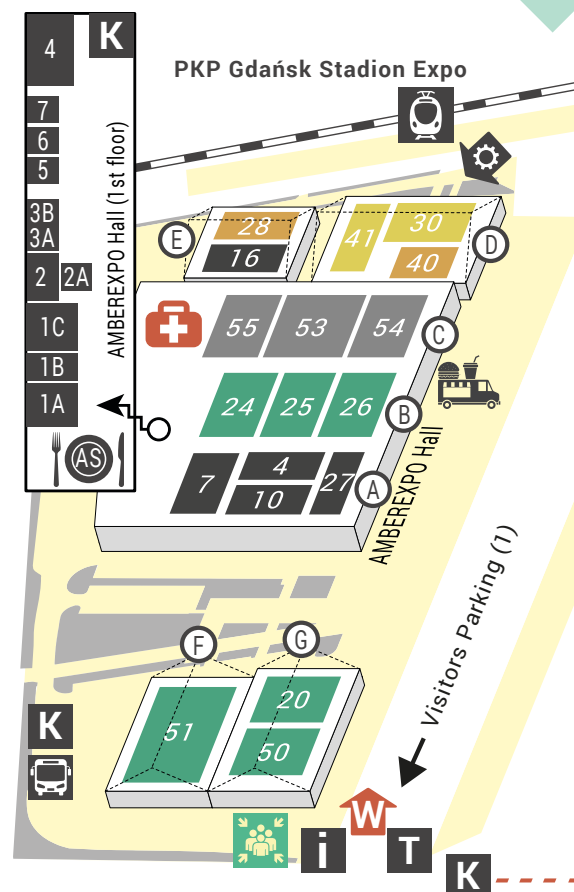 K
4
7
6
5
3B
3A
2
2A
1C
1B
1A
AS
AMBEREXPO Hall (1st floor)
PKP Gdańsk Stadion Expo
E
28
16
41
30
40
D
55
53
54
C
24
25
26
B
7
4
10
27
A
AMBEREXPO Hall
Visitors Parking (1)
F
G
51
20
50
K
i
W
T
K